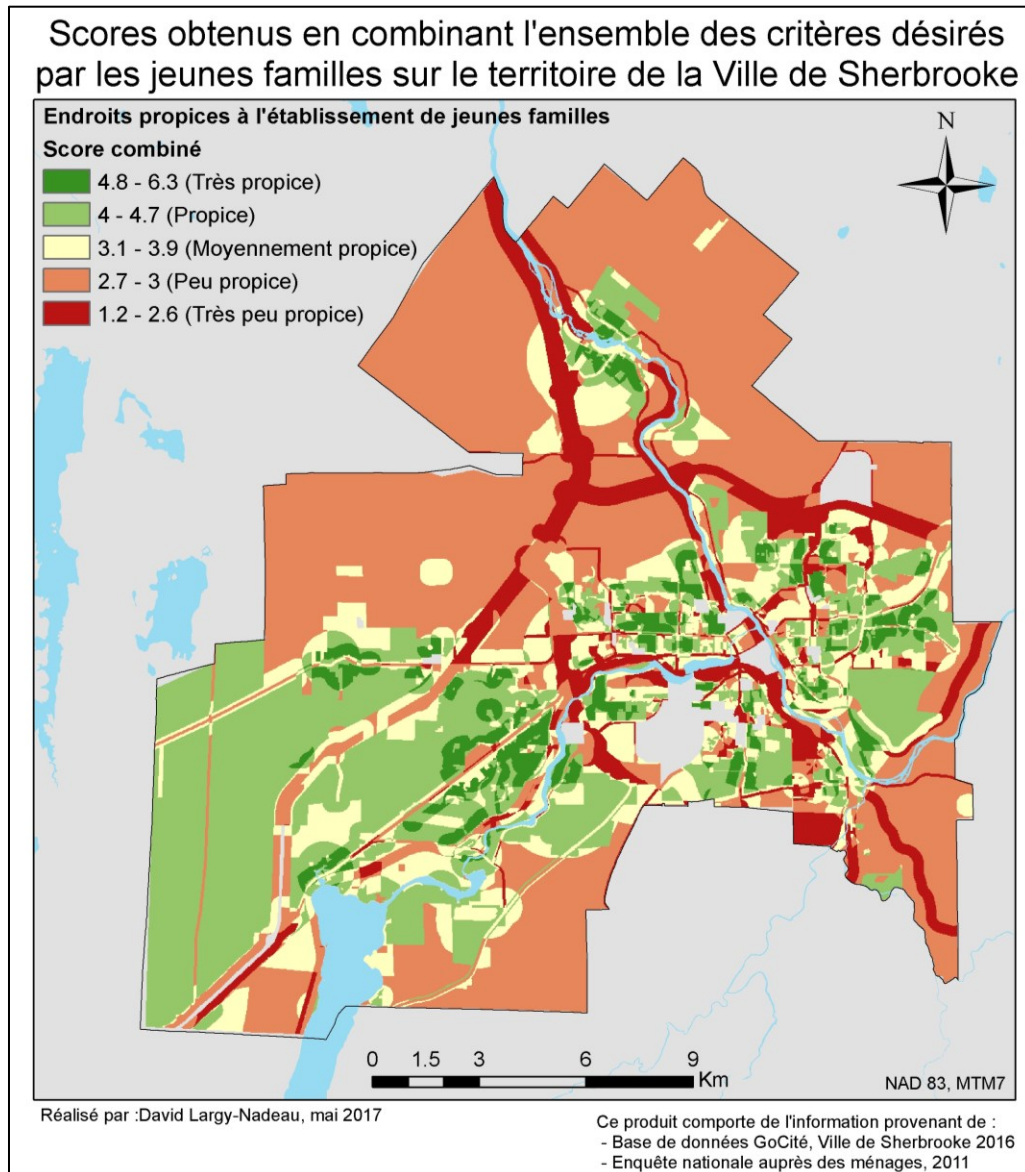 Scores obtenus en combinant l'ensemble des critères désirés
par les jeunes familles sur le territoire de la Ville de Sherbrooke
Endroits propices à l'établissement de jeunes familles
Score combiné
4.8 - 6.3 (Très propice)
4 - 4.7 (Propice)
3.1 - 3.9 (Moyennement propice)
2.7 - 3 (Peu propice)
1.2 - 2.6 (Très peu propice)
N
0 1.5 3 6 9
Km
NAD 83, MTM7
Réalisé par :David Largy-Nadeau, mai 2017
Ce produit comporte de l'information provenant de :
- Base de données GoCité, Ville de Sherbrooke 2016
- Enquête nationale auprès des ménages, 2011